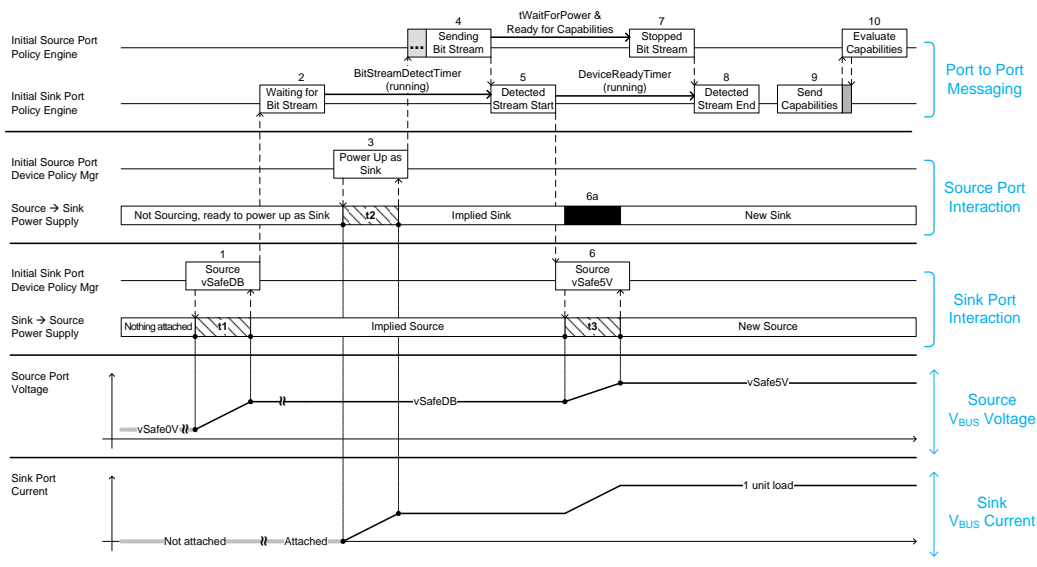 4
tWaitForPower &
Ready for Capabilities
7
10
Initial Source Port
Policy Engine
...
Sending
Bit Stream
Stopped
Bit Stream
Evaluate
Capabilities
Port to Port
Messaging
2
BitStreamDetectTimer
(running)
5
DeviceReadyTimer
(running)
8
9
Initial Sink Port
Policy Engine
Waiting for
Bit Stream
Detected
Stream Start
Detected
Stream End
Send
Capabilities
3
Initial Source Port
Device Policy Mgr
Power Up as
Sink
Source Port
Interaction
6a
Source → Sink
Power Supply
Not Sourcing, ready to power up as Sink
t2
Implied Sink
New Sink
1
6
Initial Sink Port
Device Policy Mgr
Source
vSafeDB
Source
vSafe5V
Sink Port
Interaction
Sink → Source
Power Supply
Nothing attached
t1
Implied Source
t3
New Source
Source Port
Voltage
vSafe0V
vSafeDB
vSafe5V
Source
VBUS Voltage
Sink Port
Current
Not attached
Attached
1 unit load
Sink
VBUS Current